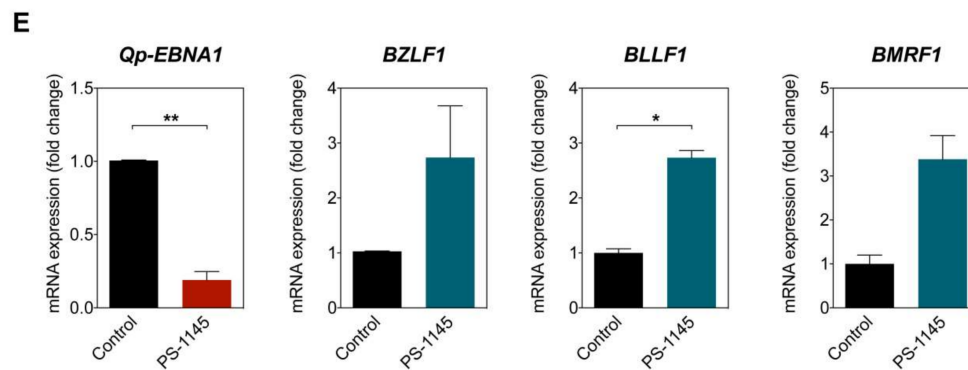 E
Qp-EBNA1
mRNA expression (fold change)
1.5
1.0
0.5
0.0
**
Control
PS-1145
BZLF1
mRNA expression (fold change)
4
3
2
1
0
Control
PS-1145
BLLF1
mRNA expression (fold change)
4
3
2
1
0
*
Control
PS-1145
BMRF1
mRNA expression (fold change)
5
4
3
2
1
0
Control
PS-1145